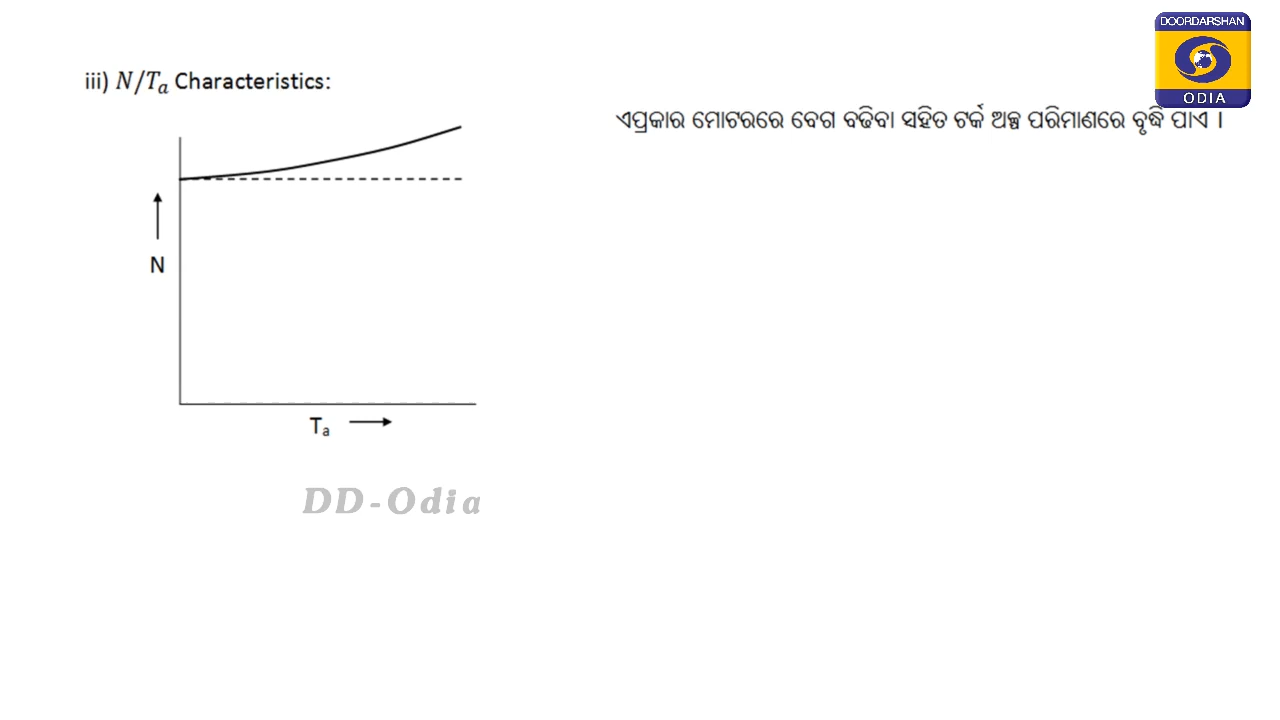 DOORDARSHAN
ODIA
iii) N/Tₐ Characteristics:
ଏପ୍ରକାର ମୋଟରରେ ବେଗ ବଢିବା ସହିତ ଟର୍କ ଅଳ୍ପ ପରିମାଣରେ ବୃଦ୍ଧି ପାଏ ।
N
Tₐ
DD-Odia